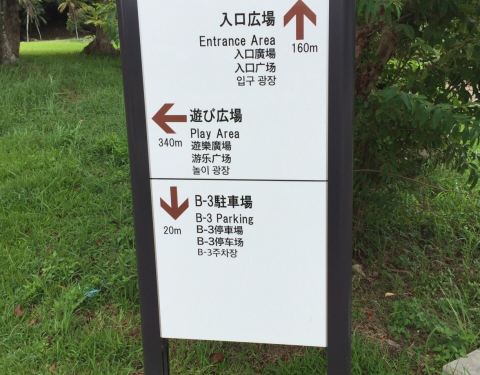 入口広場
160m
Entrance Area
入口廣場
入口广场
입구 광장
遊び広場
340m
Play Area
遊樂廣場
游乐广场
놀이 광장
B-3駐車場
20m
B-3 Parking
B-3停車場
B-3停车场
B-3주차장